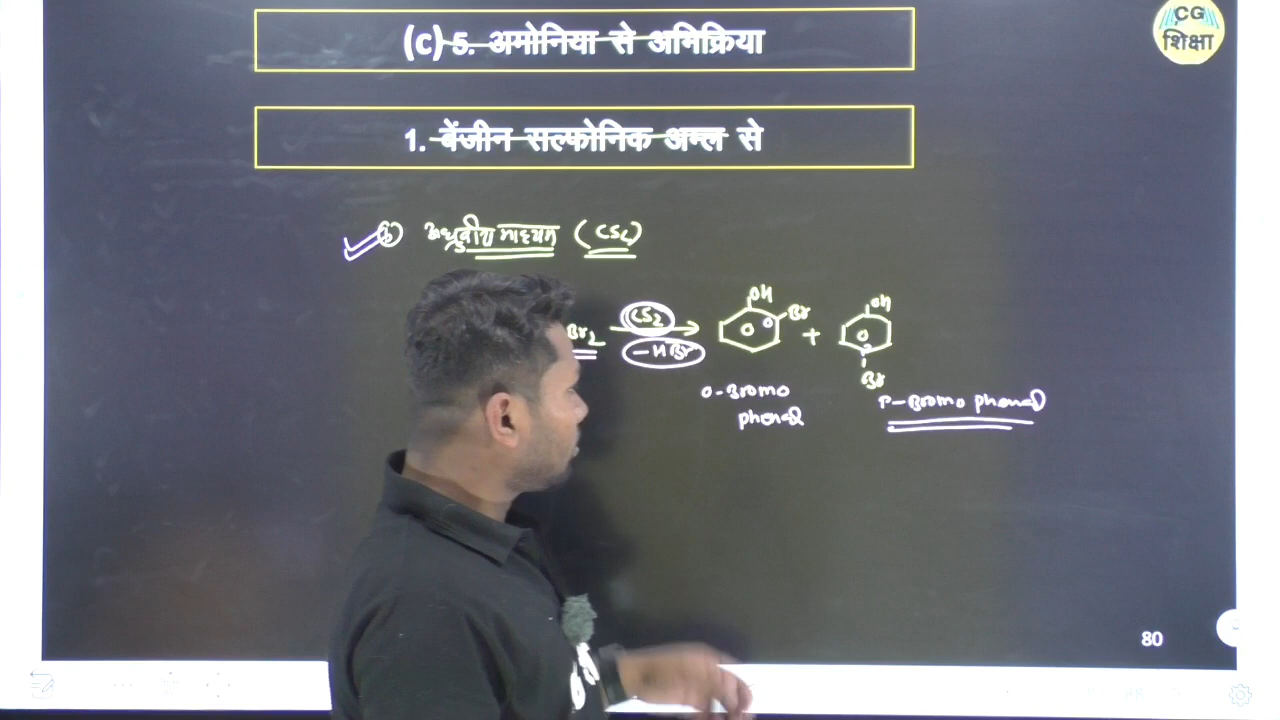 CG
शिक्षा
(c) 5. अमोनिया से अभिक्रिया
1. बेंजीन सल्फोनिक अम्ल से
अध्रुवीय माध्यम (CS2)
Br2 CS2 -HBr OH Br + OH Br
o-Bromo phenol
P-Bromo phenol
80